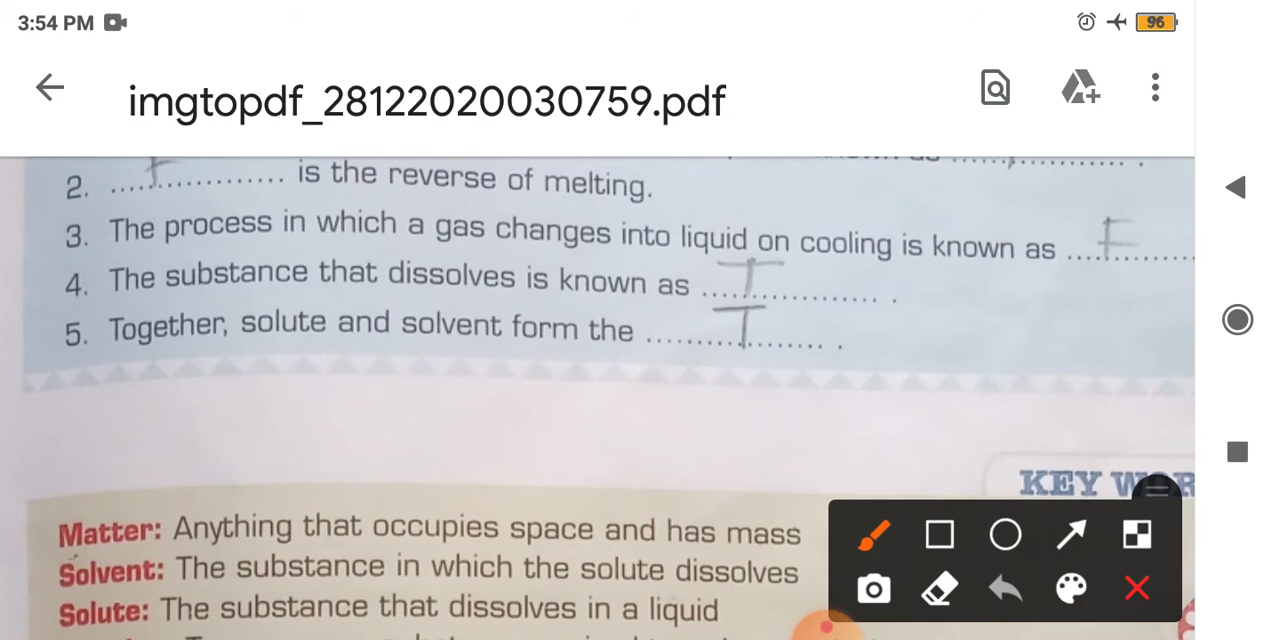 3:54 PM
96
imgtopdf_28122020030759.pdf
2. ....F............. is the reverse of melting.
3. The process in which a gas changes into liquid on cooling is known as ....F............
4. The substance that dissolves is known as ....T............. .
5. Together, solute and solvent form the .........T........... .
KEY
Matter: Anything that occupies space and has mass
Solvent: The substance in which the solute dissolves
Solute: The substance that dissolves in a liquid